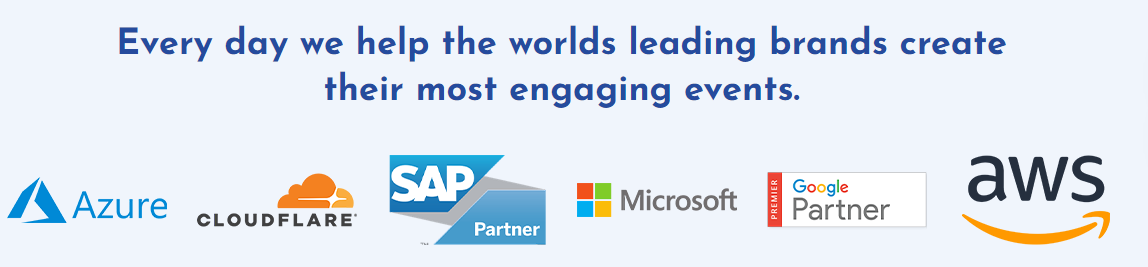 Every day we help the worlds leading brands create
their most engaging events.
Azure
CLOUDFLARE®
SAP
Partner
™
Microsoft
PREMIER
Google
Partner
aws